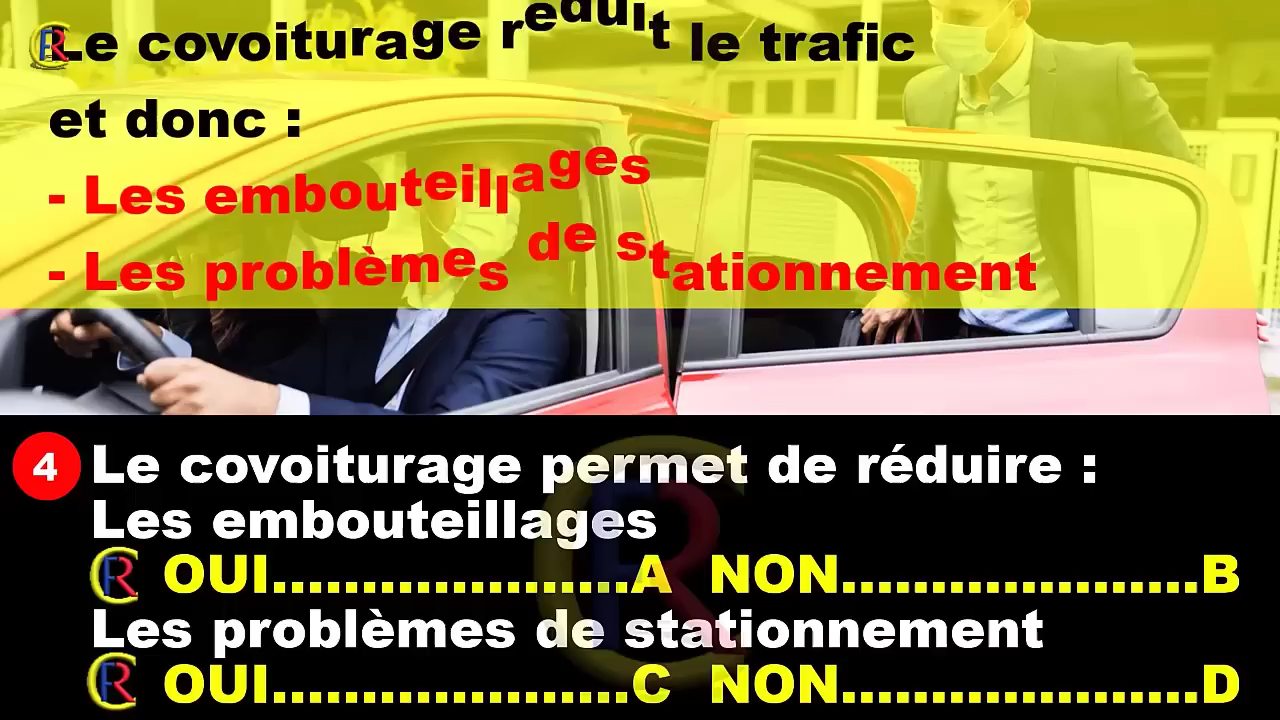 Le covoiturage réduit le trafic
et donc :
- Les embouteillages
- Les problèmes de stationnement
4 Le covoiturage permet de réduire :
Les embouteillages
OUI....................A NON....................B
Les problèmes de stationnement
OUI....................C NON....................D